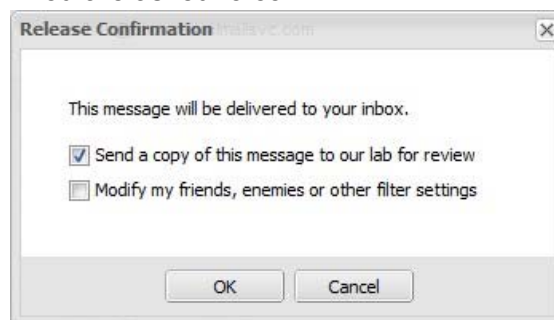 Release Confirmation
This message will be delivered to your inbox.
Send a copy of this message to our lab for review
Modify my friends, enemies or other filter settings
OK Cancel